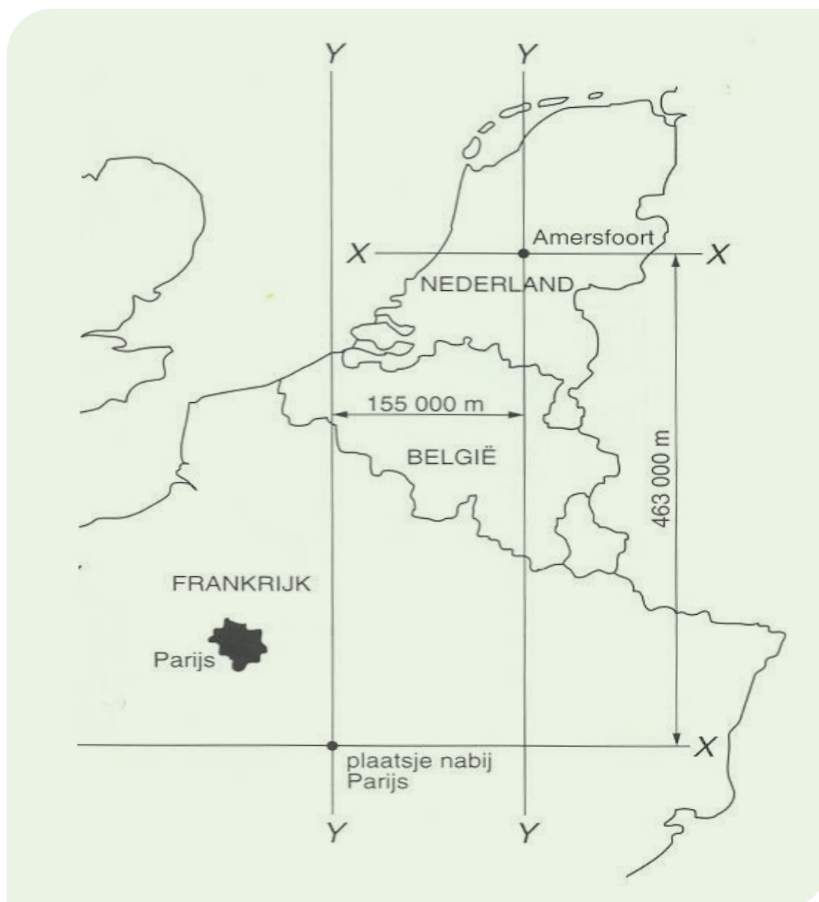 Y
Y
Amersfoort
X
X
NEDERLAND
155 000 m
BELGIË
463 000 m
FRANKRIJK
Parijs
X
plaatsje nabij
Parijs
Y
Y